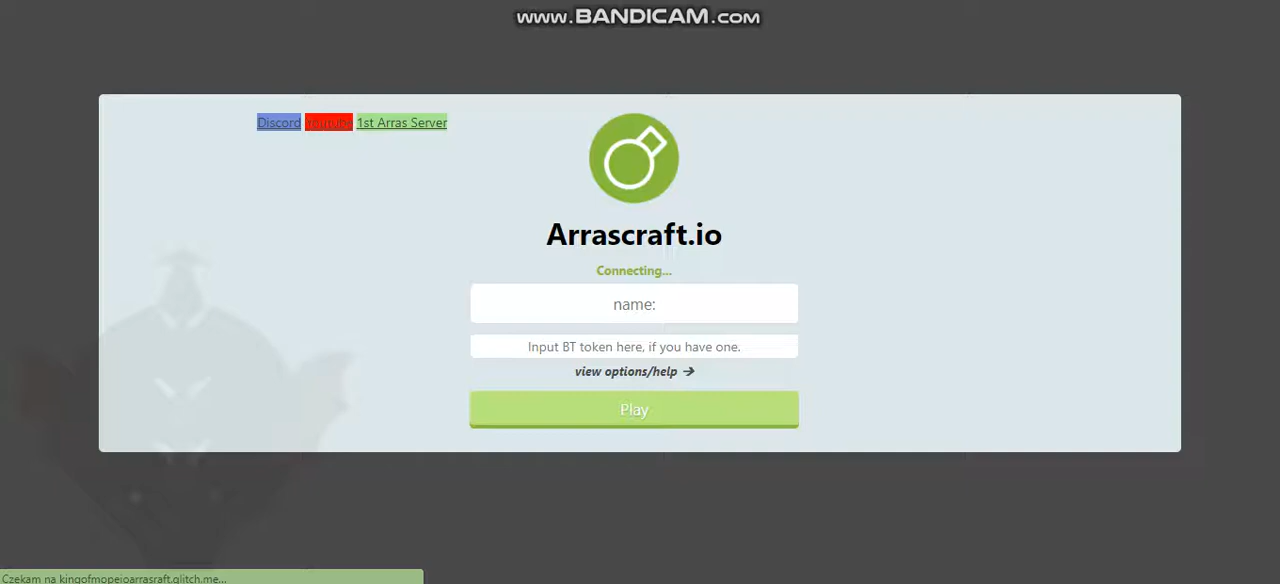 www.BANDICAM.com
Discord Youtube 1st Arras Server
Arrascraft.io
Connecting...
name:
Input BT token here, if you have one.
view options/help →
Play
Czekam na kingofmopeioarrasraft.glitch.me...